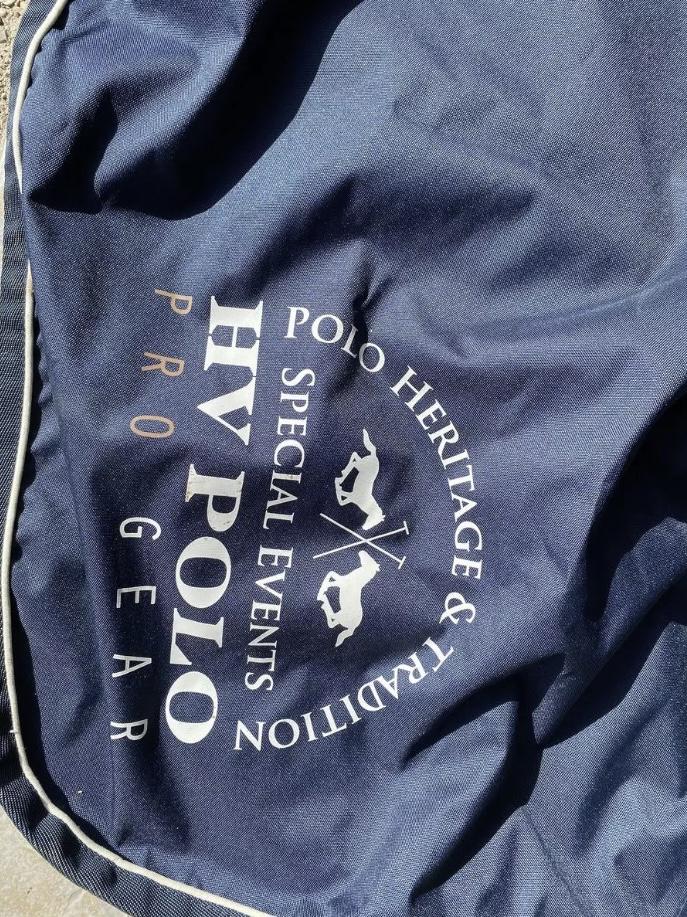 POLO HERITAGE & TRADITION
SPECIAL EVENTS
HV POLO
PRO GEAR